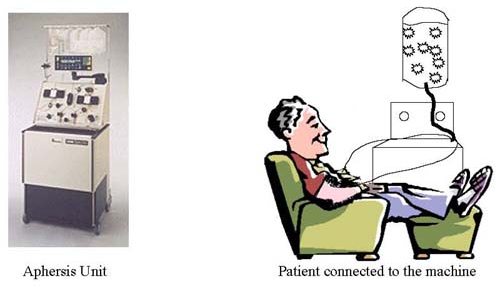 Aphersis Unit
Patient connected to the machine